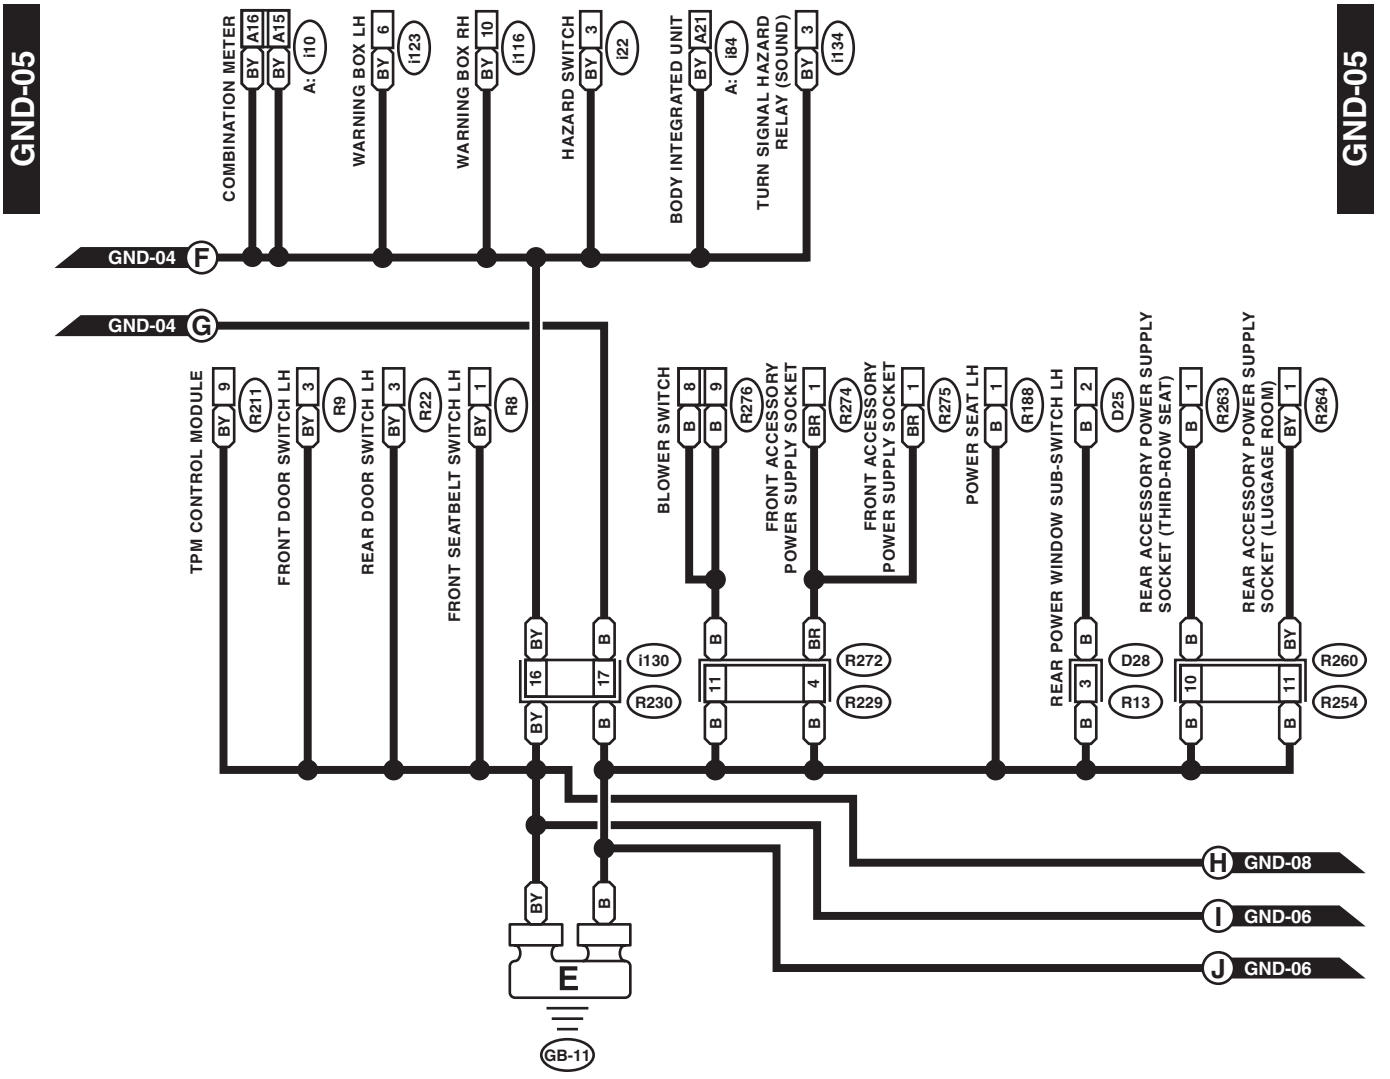 GND-05
GND-05
COMBINATION METER
A16
BY
A15
BY
i10
A:
WARNING BOX LH
6
BY
i123
WARNING BOX RH
10
BY
i116
HAZARD SWITCH
3
BY
i22
BODY INTEGRATED UNIT
A21
BY
i84
A:
TURN SIGNAL HAZARD
RELAY (SOUND)
3
BY
i134
GND-04 F
GND-04 G
TPM CONTROL MODULE
9
BY
R211
FRONT DOOR SWITCH LH
3
BY
R9
REAR DOOR SWITCH LH
3
BY
R22
FRONT SEATBELT SWITCH LH
1
BY
R8
BLOWER SWITCH
8
B
9
B
R276
FRONT ACCESSORY
POWER SUPPLY SOCKET
1
BR
R274
FRONT ACCESSORY
POWER SUPPLY SOCKET
1
BR
R275
POWER SEAT LH
1
B
R188
REAR POWER WINDOW SUB-SWITCH LH
2
B
D25
REAR ACCESSORY POWER SUPPLY
SOCKET (THIRD-ROW SEAT)
1
B
R263
REAR ACCESSORY POWER SUPPLY
SOCKET (LUGGAGE ROOM)
1
BY
R264
BY
16
BY
B
17
B
i130
R230
B
11
B
BR
4
B
R272
R229
B
3
B
D28
R13
B
10
B
BY
11
B
R260
R254
H GND-08
I GND-06
J GND-06
BY
B
E
GB-11